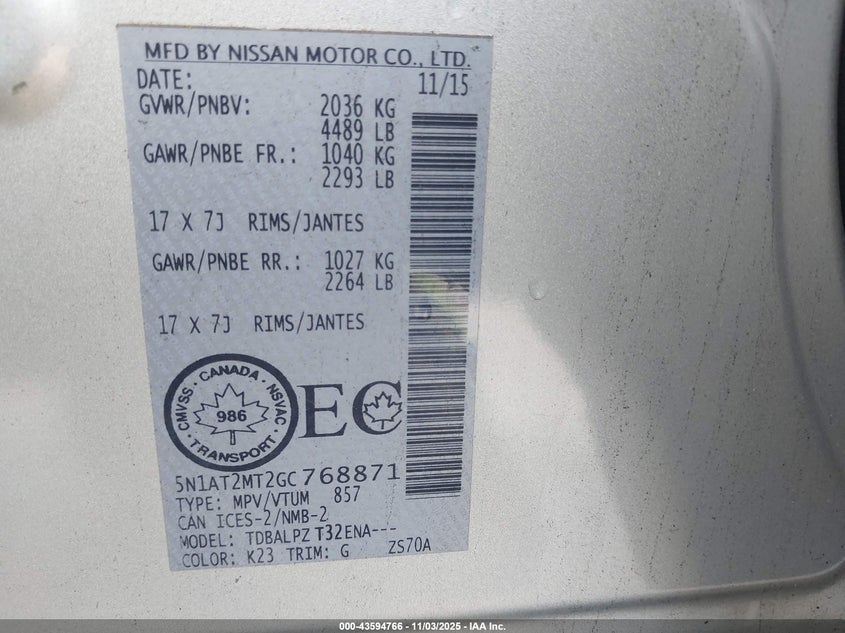 MFD BY NISSAN MOTOR CO., LTD.
DATE: 11/15
GVWR/PNBV: 2036 KG
4489 LB
GAWR/PNBE FR.: 1040 KG
2293 LB
17 X 7J RIMS/JANTES
GAWR/PNBE RR.: 1027 KG
2264 LB
17 X 7J RIMS/JANTES
CMVSS · CANADA · NSVAC
986
TRANSPORT
EC
5N1AT2MT2GC768871
TYPE: MPV/VTUM 857
CAN ICES-2/NMB-2
MODEL: TDBALPZ T32ENA---
COLOR: K23 TRIM: G ZS70A
000-43594766 - 11/03/2025 - IAA Inc.